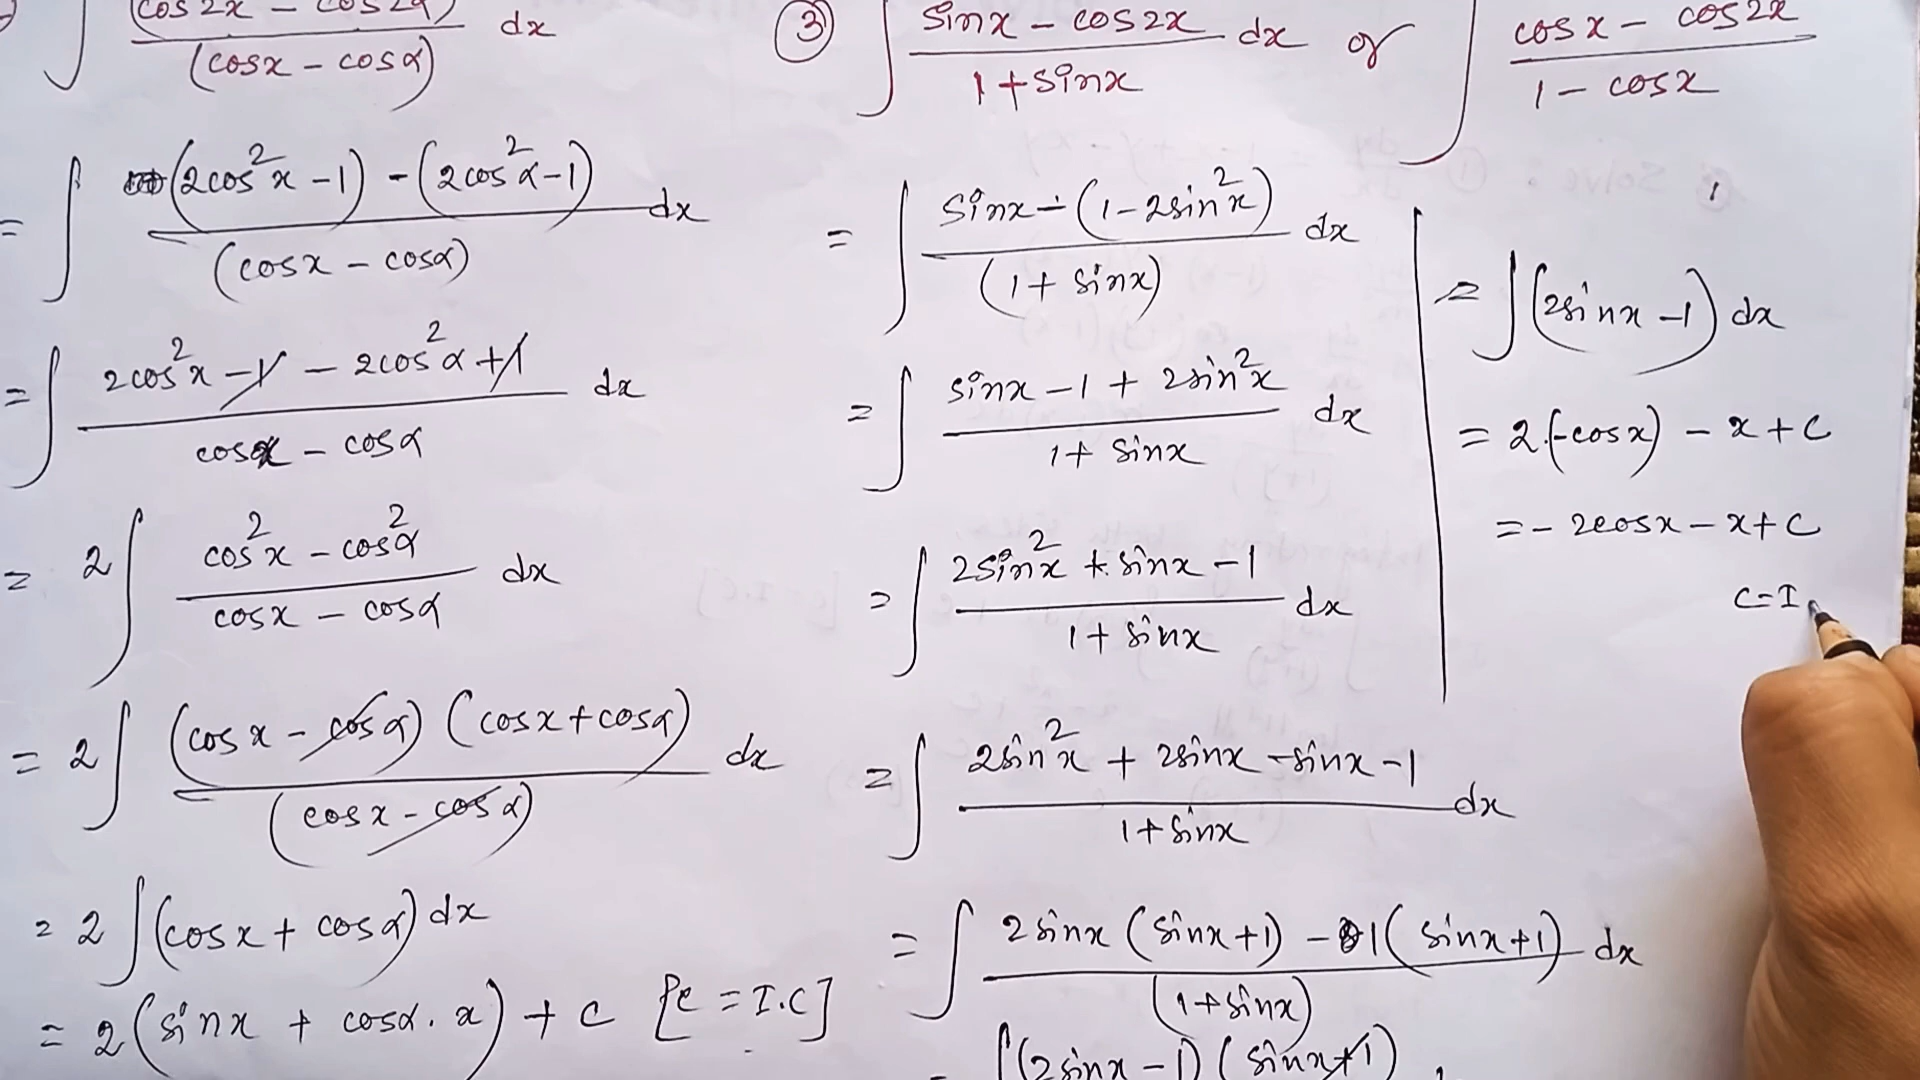 ∫ (cos2x - cos2α) / (cosx - cosα) dx
= ∫ (2cos²x - 1) - (2cos²α - 1) / (cosx - cosα) dx
= ∫ 2cos²x - 1 - 2cos²α + 1 / cosx - cosα dx
= 2 ∫ cos²x - cos²α / cosx - cosα dx
= 2 ∫ (cosx - cosα) (cosx + cosα) / (cosx - cosα) dx
= 2 ∫ (cosx + cosα) dx
= 2 (sinx + cosα. x) + c [c = I.C]
③ ∫ sinx - cos2x / 1 + sinx dx or ∫ cosx - cos2x / 1 - cosx
= ∫ sinx - (1 - 2sin²x) / (1 + sinx) dx
= ∫ sinx - 1 + 2sin²x / 1 + sinx dx
= ∫ 2sin²x + sinx - 1 / 1 + sinx dx
= ∫ 2sin²x + 2sinx - sinx - 1 / 1 + sinx dx
= ∫ 2sinx (sinx + 1) - 1 (sinx + 1) / (1 + sinx) dx
= ∫ (2sinx - 1) (sinx + 1)
= ∫ (2sinx - 1) dx
= 2.(-cosx) - x + c
= - 2cosx - x + c
c = I.